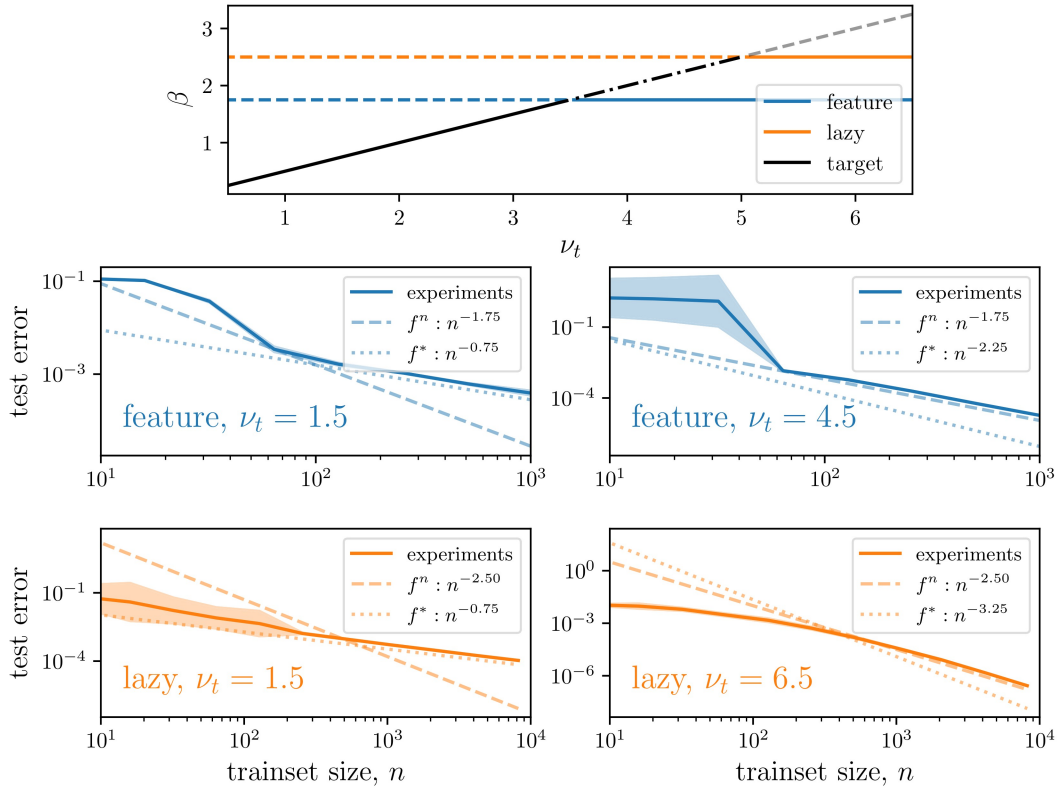 3
2
1
β
feature
lazy
target
1 2 3 4 5 6
ν_t
10^{-1}
10^{-3}
test error
experiments
f^n : n^{-1.75}
f^* : n^{-0.75}
feature, ν_t = 1.5
10^1 10^2 10^3
10^{-1}
10^{-4}
experiments
f^n : n^{-1.75}
f^* : n^{-2.25}
feature, ν_t = 4.5
10^1 10^2 10^3
10^{-1}
10^{-4}
test error
experiments
f^n : n^{-2.50}
f^* : n^{-0.75}
lazy, ν_t = 1.5
10^1 10^2 10^3 10^4
trainset size, n
10^0
10^{-3}
10^{-6}
experiments
f^n : n^{-2.50}
f^* : n^{-3.25}
lazy, ν_t = 6.5
10^1 10^2 10^3 10^4
trainset size, n